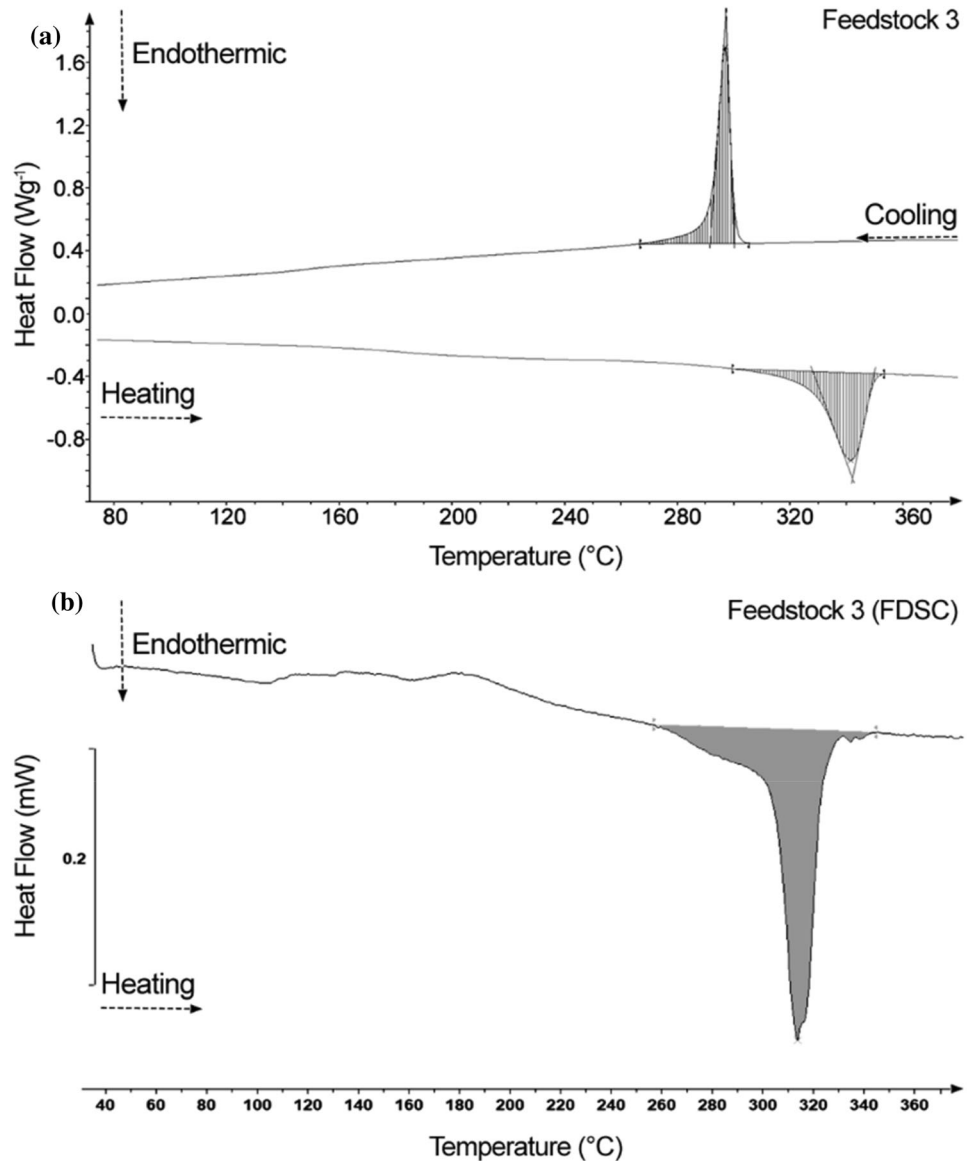 (a)
Endothermic
Feedstock 3
1.6
1.2
0.8
0.4
0.0
-0.4
-0.8
Heat Flow (Wg-1)
Cooling
Heating
80 120 160 200 240 280 320 360
Temperature (°C)
(b)
Endothermic
Feedstock 3 (FDSC)
Heat Flow (mW)
0.2
Heating
40 60 80 100 120 140 160 180 200 220 240 260 280 300 320 340 360
Temperature (°C)